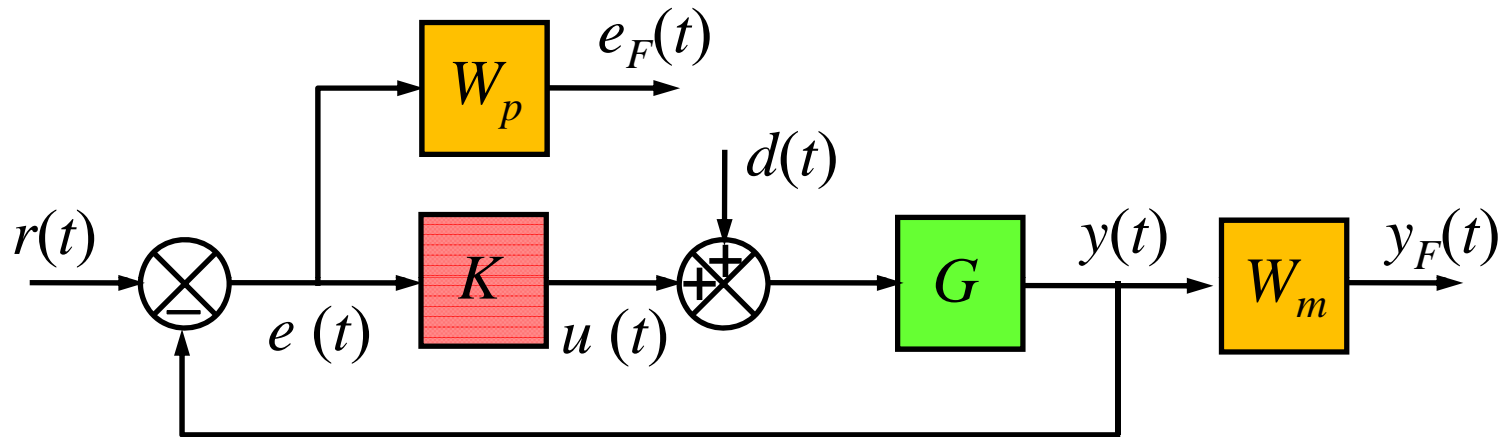 e_F(t)
W_p
d(t)
r(t)
y(t)
y_F(t)
K
+
+
G
W_m
−
e (t)
u (t)